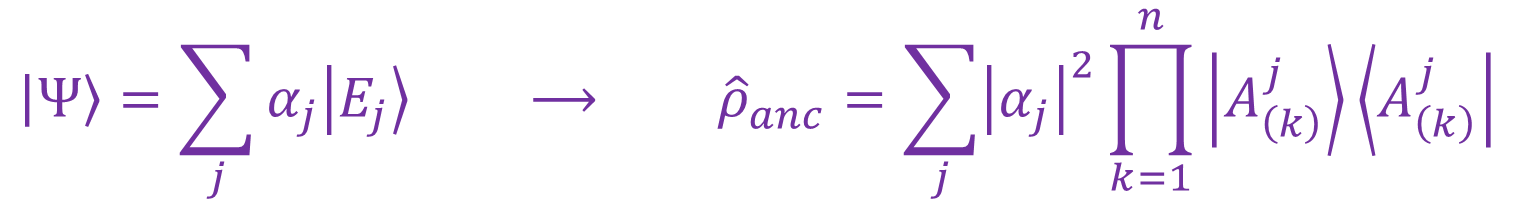 |Ψ⟩ = ∑_j α_j|E_j⟩ ⟶ ρ̂_anc = ∑_j |α_j|² ∏_{k=1}^{n} |A^j_{(k)}⟩⟨A^j_{(k)}|